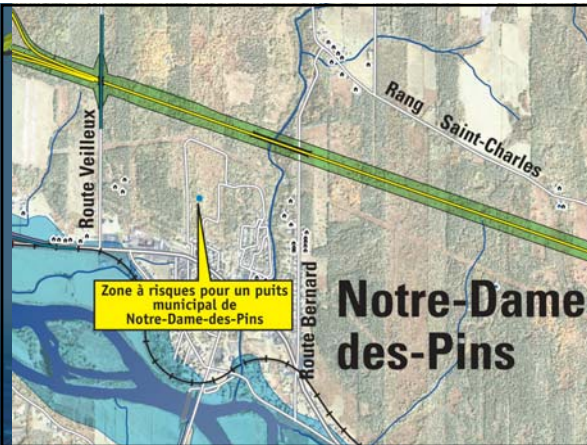 Route Veilleux
Rang Saint-Charles
Zone à risques pour un puits
municipal de
Notre-Dame-des-Pins
Route Bernard
Notre-Dame
des-Pins